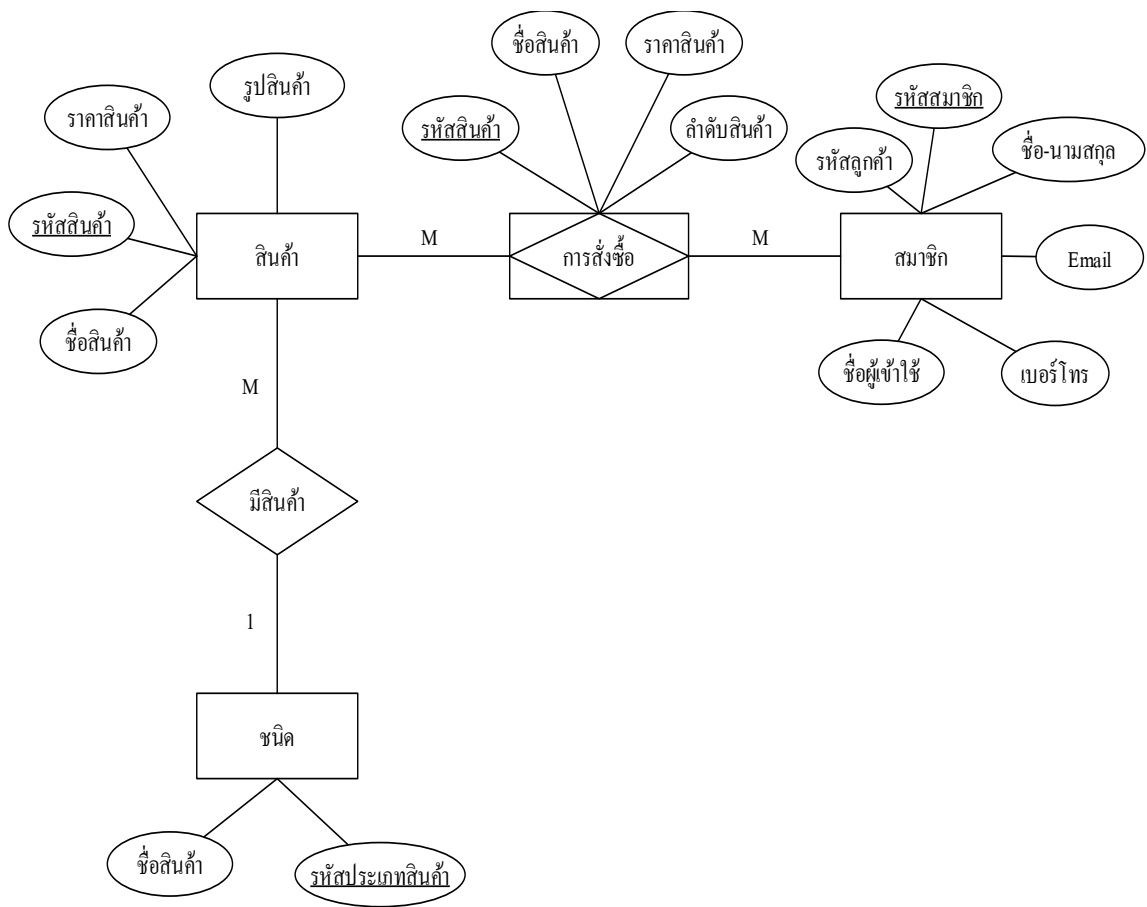 ชื่อสินค้า
ราคาสินค้า
รูปสินค้า
รหัสสมาชิก
ราคาสินค้า
รหัสสินค้า
ลำดับสินค้า
ชื่อ-นามสกุล
รหัสลูกค้า
รหัสสินค้า
M
M
สินค้า
การสั่งซื้อ
สมาชิก
Email
ชื่อสินค้า
ชื่อผู้เข้าใช้
เบอร์โทร
M
มีสินค้า
1
ชนิด
ชื่อสินค้า
รหัสประเภทสินค้า